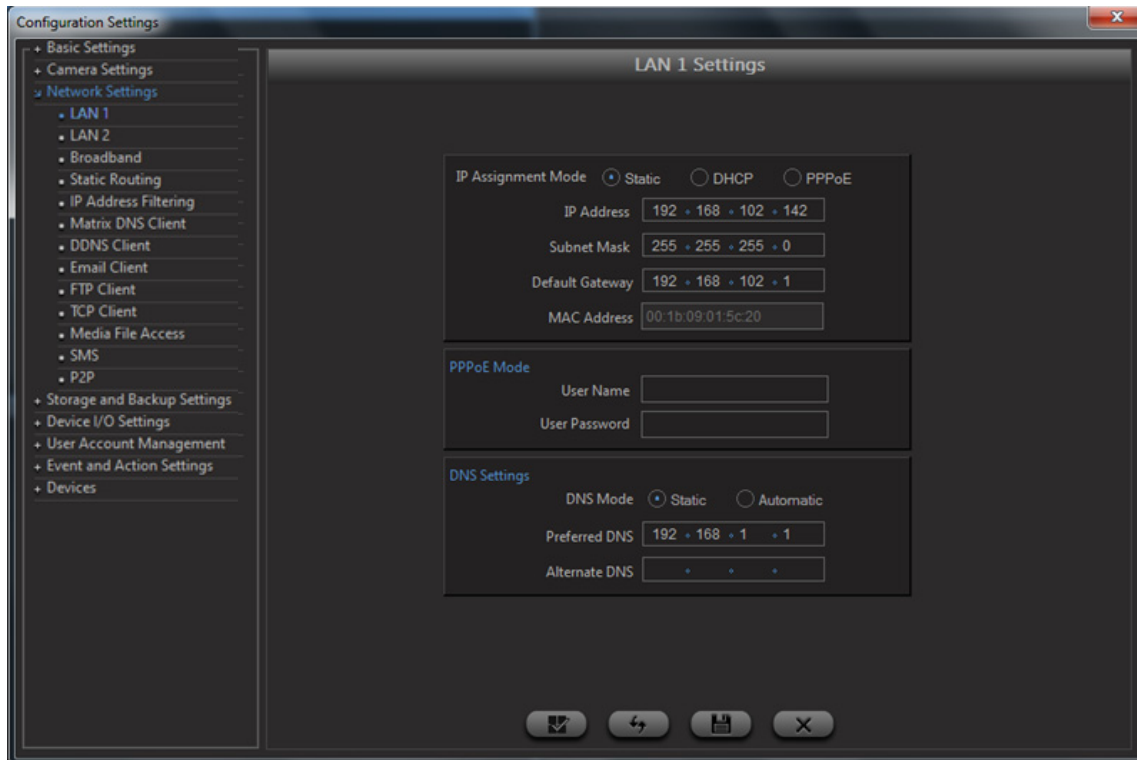 Configuration Settings
+ Basic Settings
+ Camera Settings
Network Settings
LAN 1
LAN 2
Broadband
Static Routing
IP Address Filtering
Matrix DNS Client
DDNS Client
Email Client
FTP Client
TCP Client
Media File Access
SMS
P2P
+ Storage and Backup Settings
+ Device I/O Settings
+ User Account Management
+ Event and Action Settings
+ Devices
LAN 1 Settings
IP Assignment Mode Static DHCP PPPoE
IP Address 192 . 168 . 102 . 142
Subnet Mask 255 . 255 . 255 . 0
Default Gateway 192 . 168 . 102 . 1
MAC Address 00:1b:09:01:5c:20
PPPoE Mode
User Name
User Password
DNS Settings
DNS Mode Static Automatic
Preferred DNS 192 . 168 . 1 . 1
Alternate DNS . . .